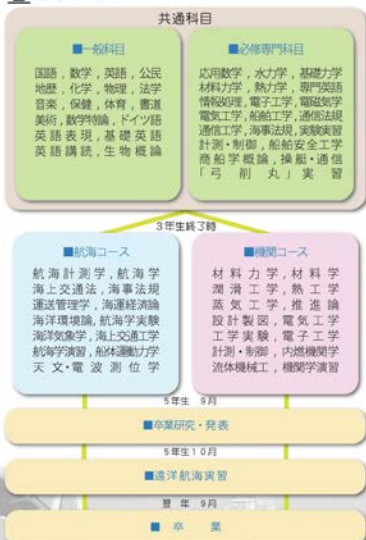 共通科目
■一般科目
国語，数学，英語，公民
地歴，化学，物理，法学
音楽，保健，体育，書道
美術，数学特論，ドイツ語
英語表現，基礎英語
英語講読，生物概論
■必修専門科目
応用数学，水力学，基礎力学
材料力学，熱力学，専門英語
情報処理，電子工学，電磁気学
電気工学，船舶工学，通信法規
通信工学，海事法規，実験実習
計測・制御，船舶安全工学
商船学概論，操艇・通信
「弓削丸」実習
3年生終了時
■航海コース
航海計測学，航海学
海上交通法，海事法規
運送管理学，海運経済論
海洋環境論，航海学実験
海洋気象学，海上交通工学
航海学演習，船体運動力学
天文・電波測位学
■機関コース
材料力学，材料学
潤滑工学，熱工学
蒸気工学，推進論
設計製図，電気工学
工学実験，電子工学
計測・制御，内燃機関学
流体機械工，機関学演習
5年生 9月
■卒業研究・発表
5年生10月
■遠洋航海実習
翌年 9月
■ 卒 業